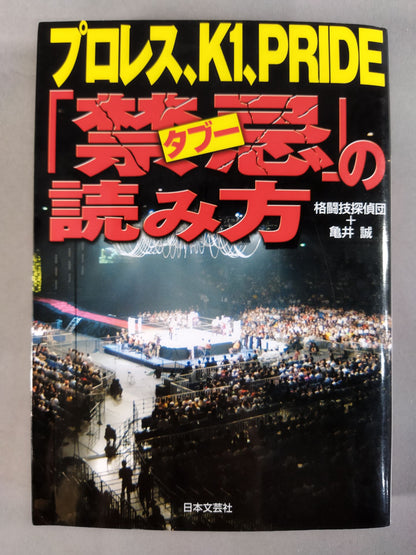 プロレス、K1、PRIDE
「禁忌」の
タブー
読み方
格闘技探偵団
+
亀井 誠
日本文芸社